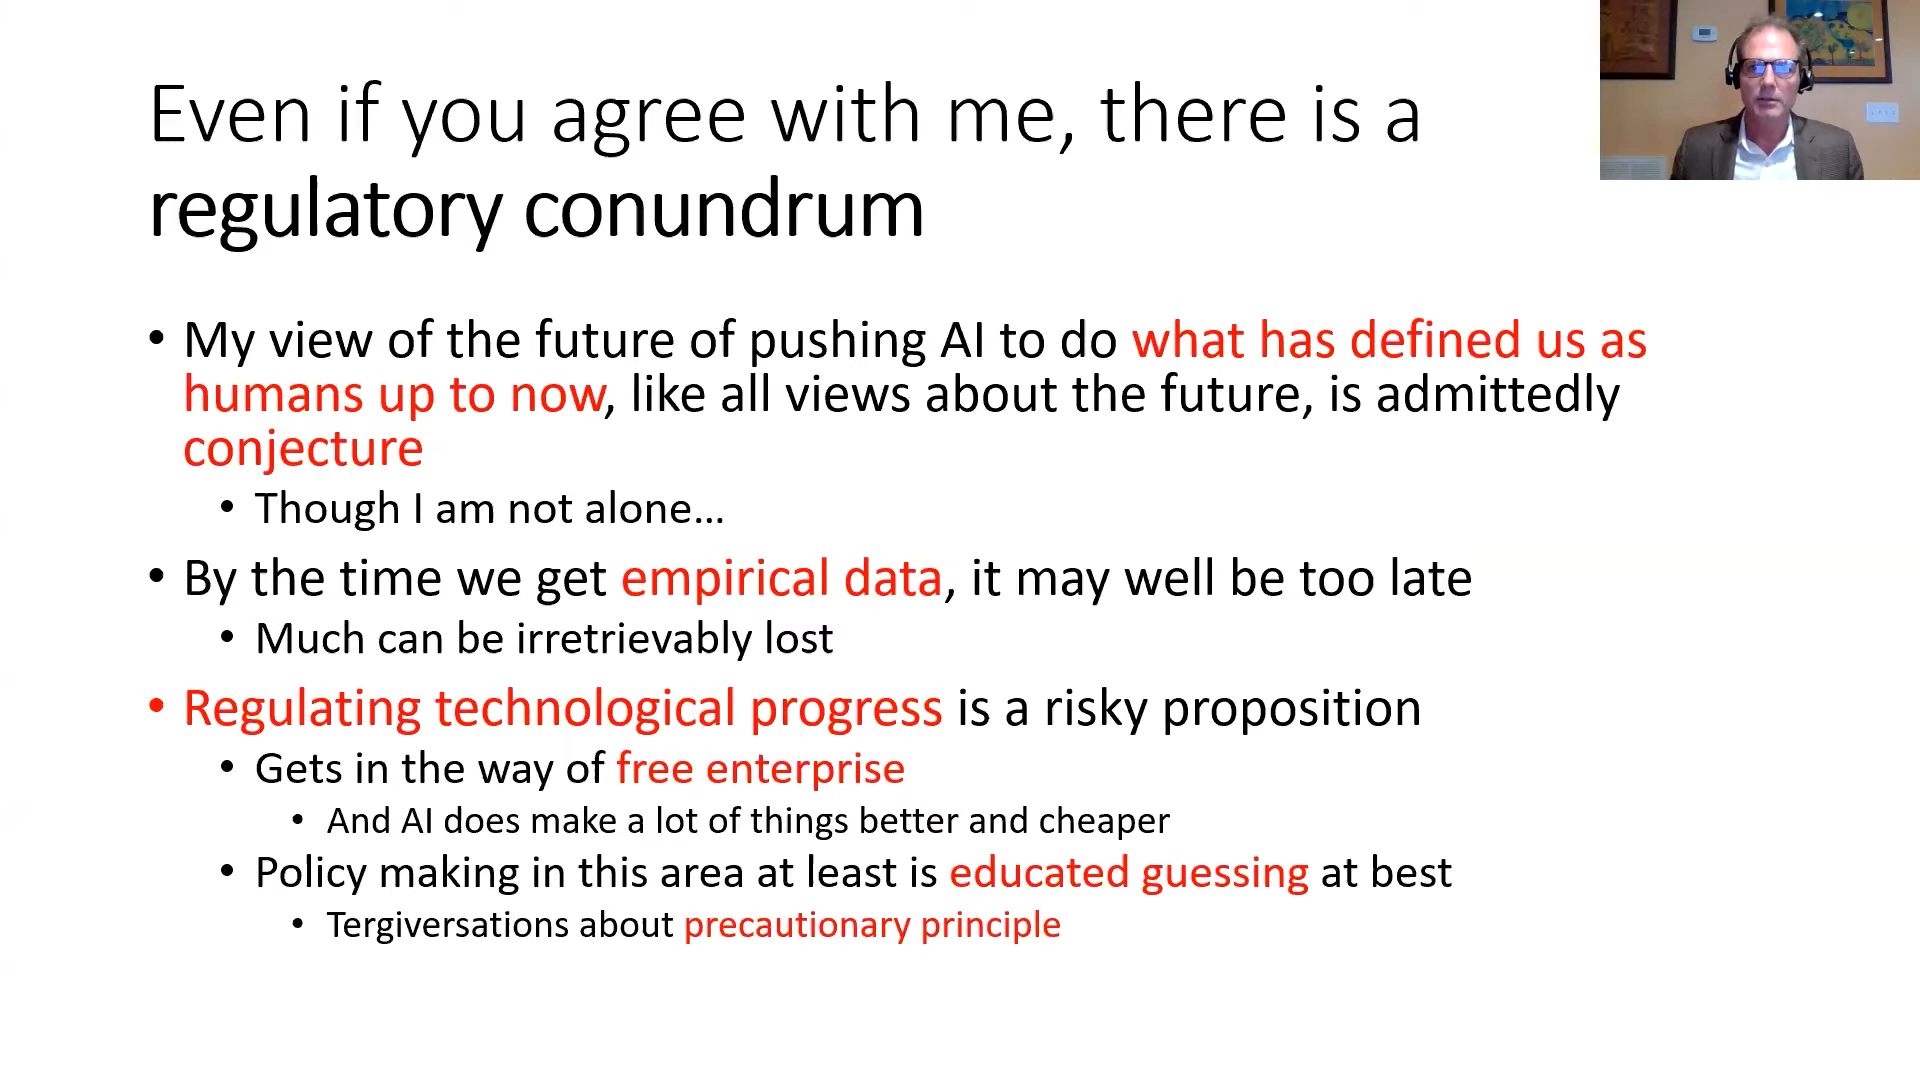 Even if you agree with me, there is a
regulatory conundrum
• My view of the future of pushing AI to do what has defined us as
humans up to now, like all views about the future, is admittedly
conjecture
• Though I am not alone…
• By the time we get empirical data, it may well be too late
• Much can be irretrievably lost
• Regulating technological progress is a risky proposition
• Gets in the way of free enterprise
• And AI does make a lot of things better and cheaper
• Policy making in this area at least is educated guessing at best
• Tergiversations about precautionary principle